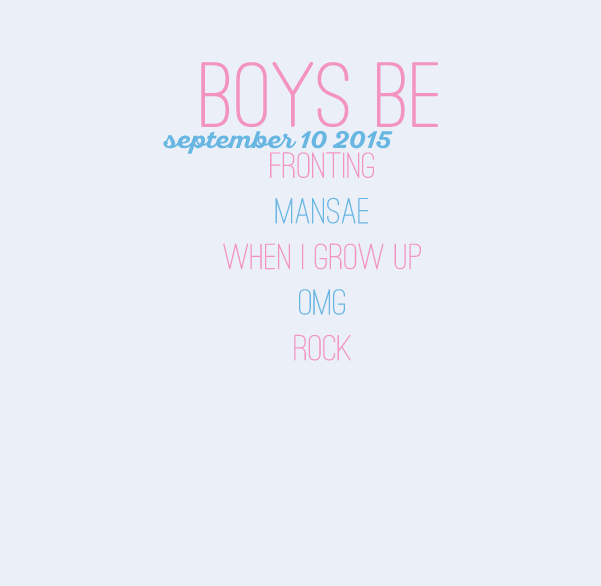 BOYS BE
september 10 2015
FRONTING
MANSAE
WHEN I GROW UP
OMG
ROCK